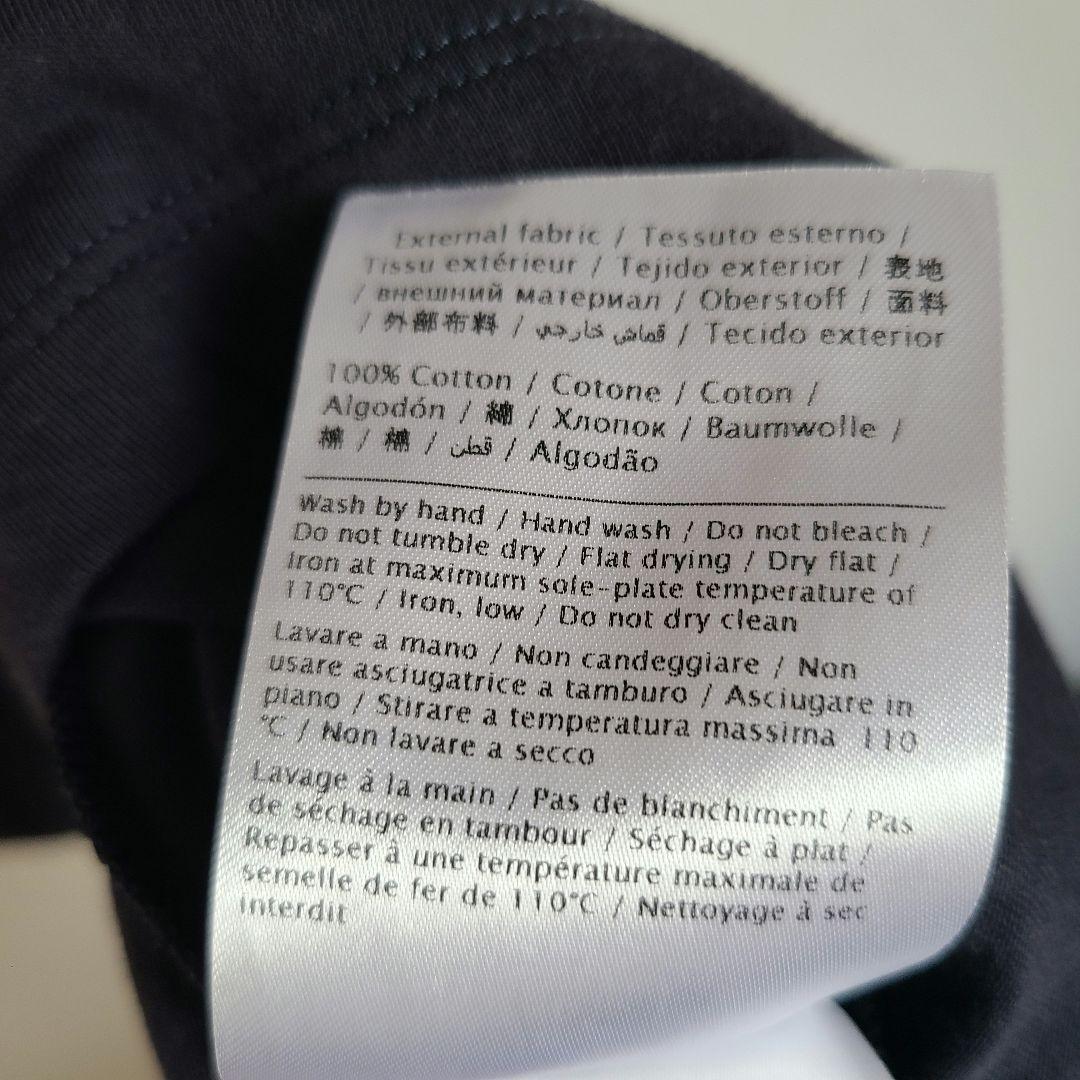 External fabric / Tessuto esterno /
Tissu extérieur / Tejido exterior / 表地
/ внешний материал / Oberstoff / 面料
/ 外部布料 / قماش خارجي / Tecido exterior
100% Cotton / Cotone / Coton /
Algodón / 綿 / Хлопок / Baumwolle /
棉 / 棉 / قطن / Algodão
Wash by hand / Hand wash / Do not bleach /
Do not tumble dry / Flat drying / Dry flat /
Iron at maximum sole-plate temperature of
110°C / Iron, low / Do not dry clean
Lavare a mano / Non candeggiare / Non
usare asciugatrice a tamburo / Asciugare in
piano / Stirare a temperatura massima 110
°C / Non lavare a secco
Lavage à la main / Pas de blanchiment / Pas
de séchage en tambour / Séchage à plat /
Repasser à une température maximale de
semelle de fer de 110°C / Nettoyage à sec
interdit